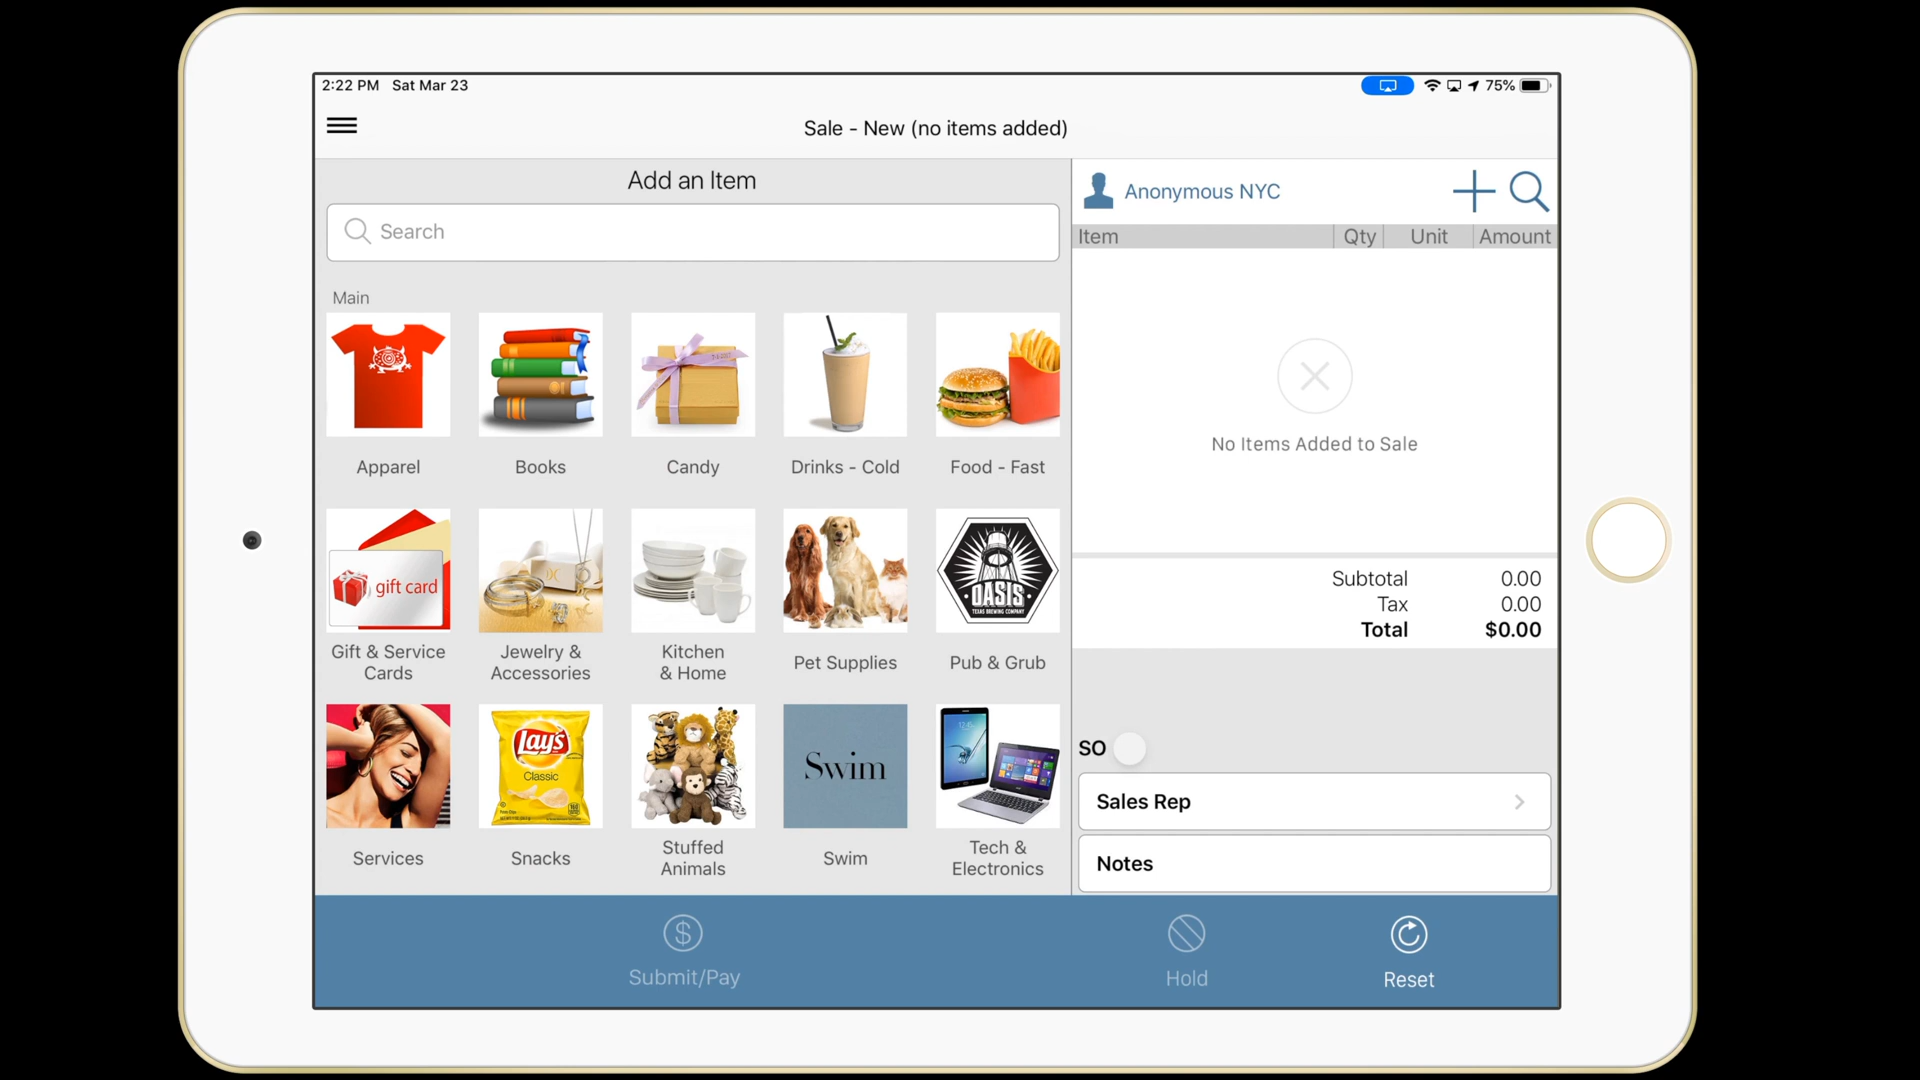 2:22 PM Sat Mar 23
75%
Sale - New (no items added)
Add an Item
Search
Main
Apparel
Books
Candy
Drinks - Cold
Food - Fast
gift card
OASIS
TEXAS BREWING COMPANY
Gift & Service
Cards
Jewelry &
Accessories
Kitchen
& Home
Pet Supplies
Pub & Grub
Lay's
Classic
Swim
Services
Snacks
Stuffed
Animals
Swim
Tech &
Electronics
Anonymous NYC
Item Qty Unit Amount
No Items Added to Sale
Subtotal 0.00
Tax 0.00
Total $0.00
SO
Sales Rep
Notes
Submit/Pay
Hold
Reset